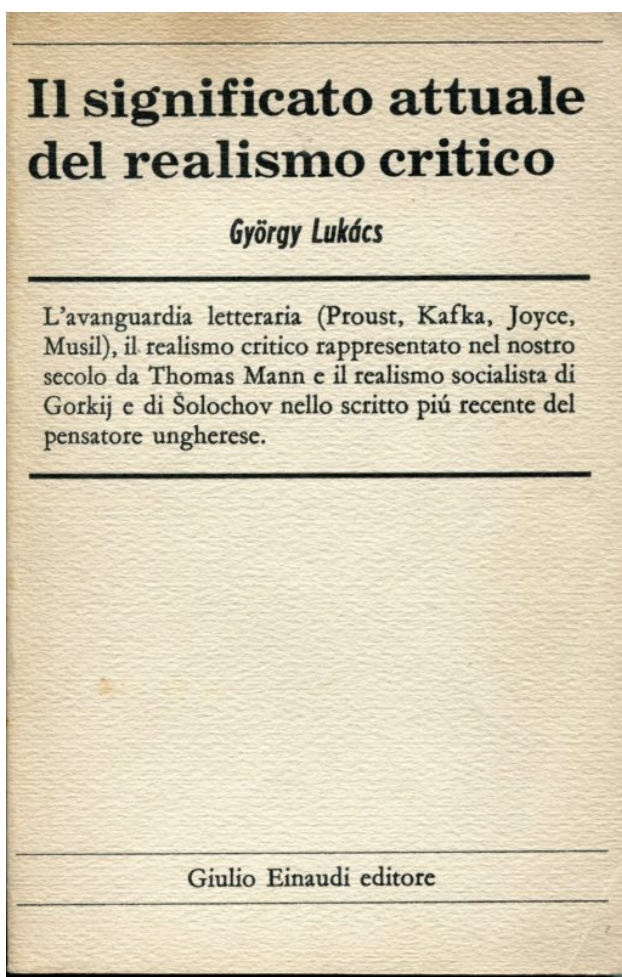 Il significato attuale
del realismo critico
György Lukács
L'avanguardia letteraria (Proust, Kafka, Joyce,
Musil), il realismo critico rappresentato nel nostro
secolo da Thomas Mann e il realismo socialista di
Gorkij e di Šolochov nello scritto piú recente del
pensatore ungherese.
Giulio Einaudi editore